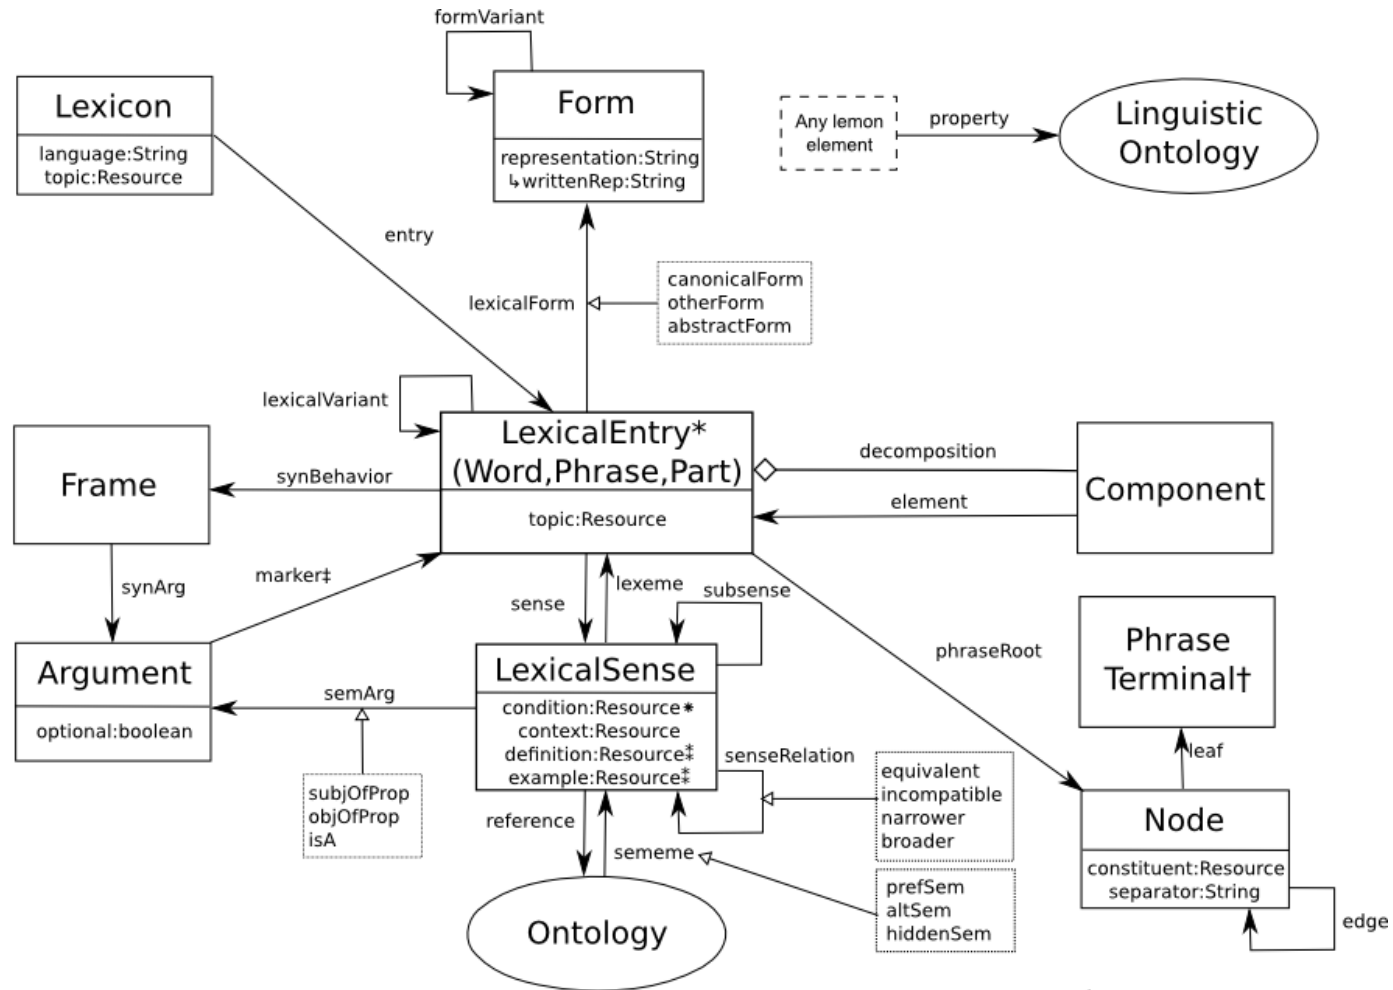 formVariant
Lexicon
language:String
topic:Resource
Form
representation:String
↳writtenRep:String
Any lemon
element
property
Linguistic
Ontology
entry
lexicalForm
canonicalForm
otherForm
abstractForm
lexicalVariant
LexicalEntry*
(Word,Phrase,Part)
topic:Resource
Frame
synBehavior
decomposition
element
Component
synArg
marker‡
sense
lexeme
subsense
phraseRoot
Phrase
Terminal†
Argument
optional:boolean
semArg
subjOfProp
objOfProp
isA
LexicalSense
condition:Resource*
context:Resource
definition:Resource‡
example:Resource‡
senseRelation
equivalent
incompatible
narrower
broader
leaf
Node
constituent:Resource
separator:String
edge
reference
sememe
prefSem
altSem
hiddenSem
Ontology